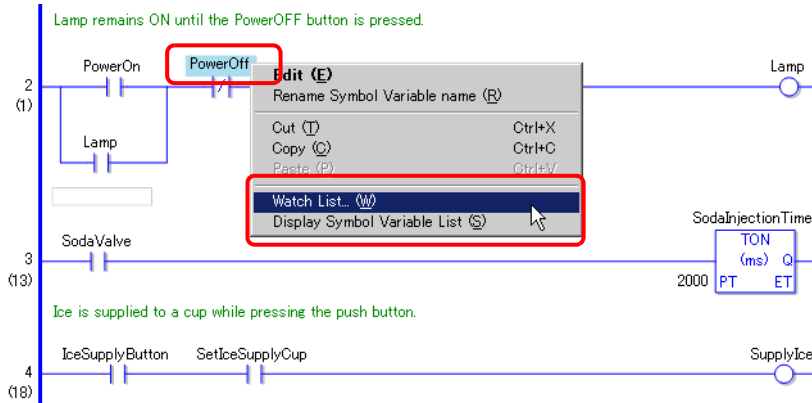 Lamp remains ON until the PowerOFF button is pressed.
PowerOn
PowerOff
Lamp
2
(1)
Edit (E)
Rename Symbol Variable name (R)
Cut (T) Ctrl+X
Copy (C) Ctrl+C
Paste (P) Ctrl+V
Watch List... (W)
Display Symbol Variable List (S)
Lamp
SodaValve
SodaInjectionTime
3
(13)
TON
(ms) Q
2000 PT ET
Ice is supplied to a cup while pressing the push button.
IceSupplyButton SetIceSupplyCup SupplyIce
4
(18)